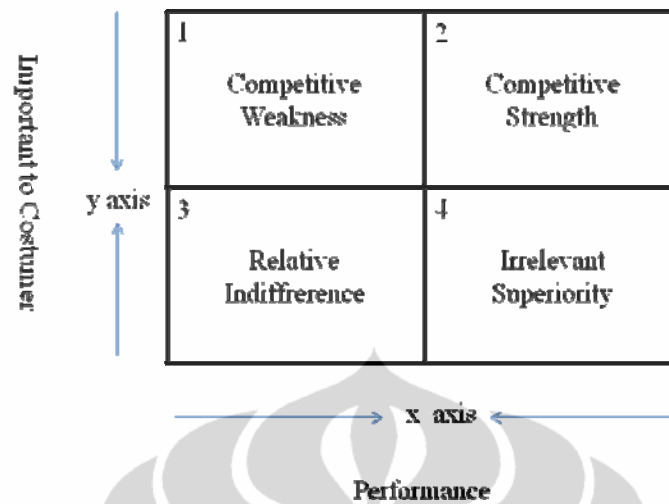 Important to Costumer
1
Competitive
Weakness
2
Competitive
Strength
y axis
3
Relative
Indiffrerence
4
Irrelevant
Superiority
x axis
Performance